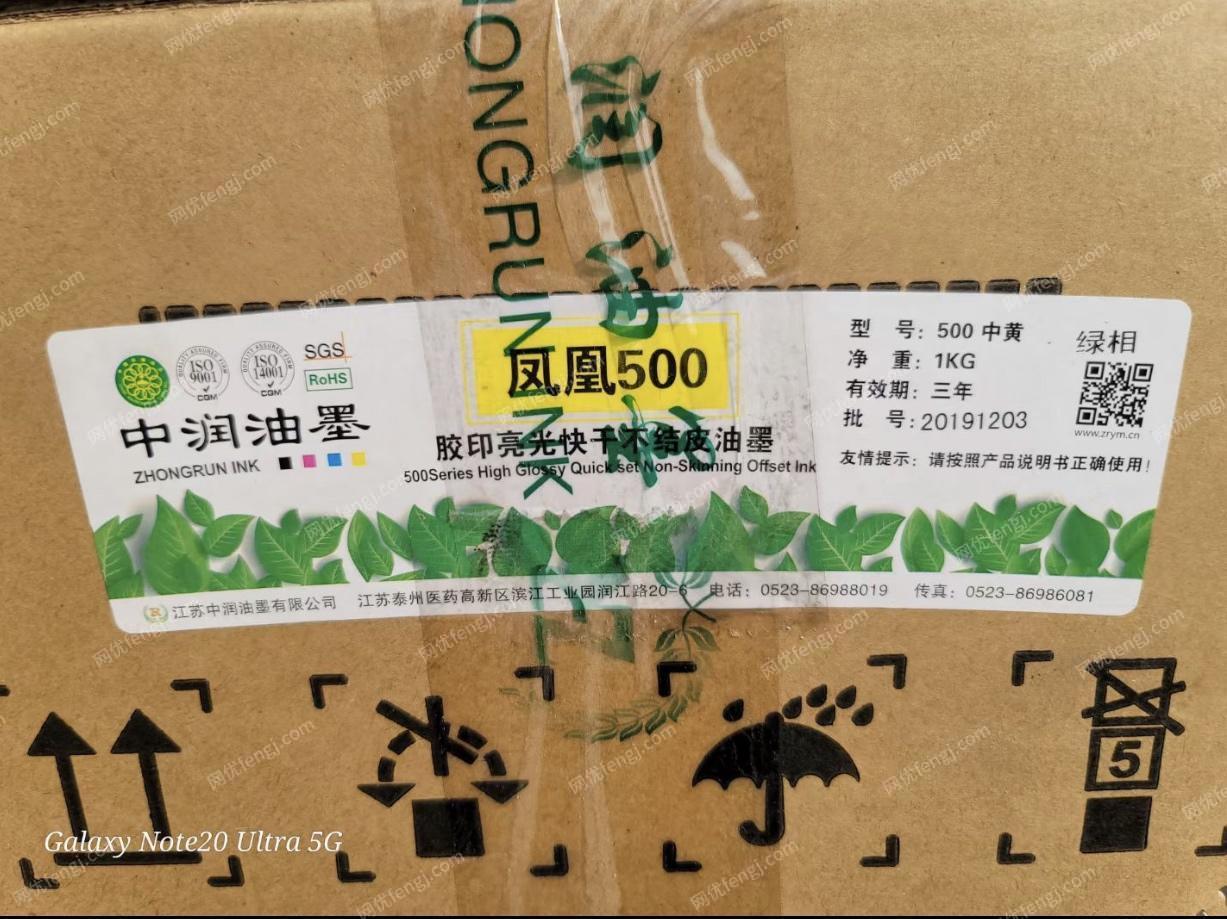 ZHONGRUN INK
润油墨
ISO 9001
CQM
ISO 14001
CQM
SGS
RoHS
中润油墨
ZHONGRUN INK
凤凰500
胶印亮光快干不结皮油墨
500Series High Glossy Quick set Non-Skinning Offset Ink
型 号：500 中黄
净 重：1KG
有效期：三年
批 号：20191203
绿相
www.zrym.cn
友情提示：请按照产品说明书正确使用！
江苏中润油墨有限公司 江苏泰州医药高新区滨江工业园润江路20-6 电话：0523-86988019 传真：0523-86986081
5
Galaxy Note20 Ultra 5G
网优fengj.com